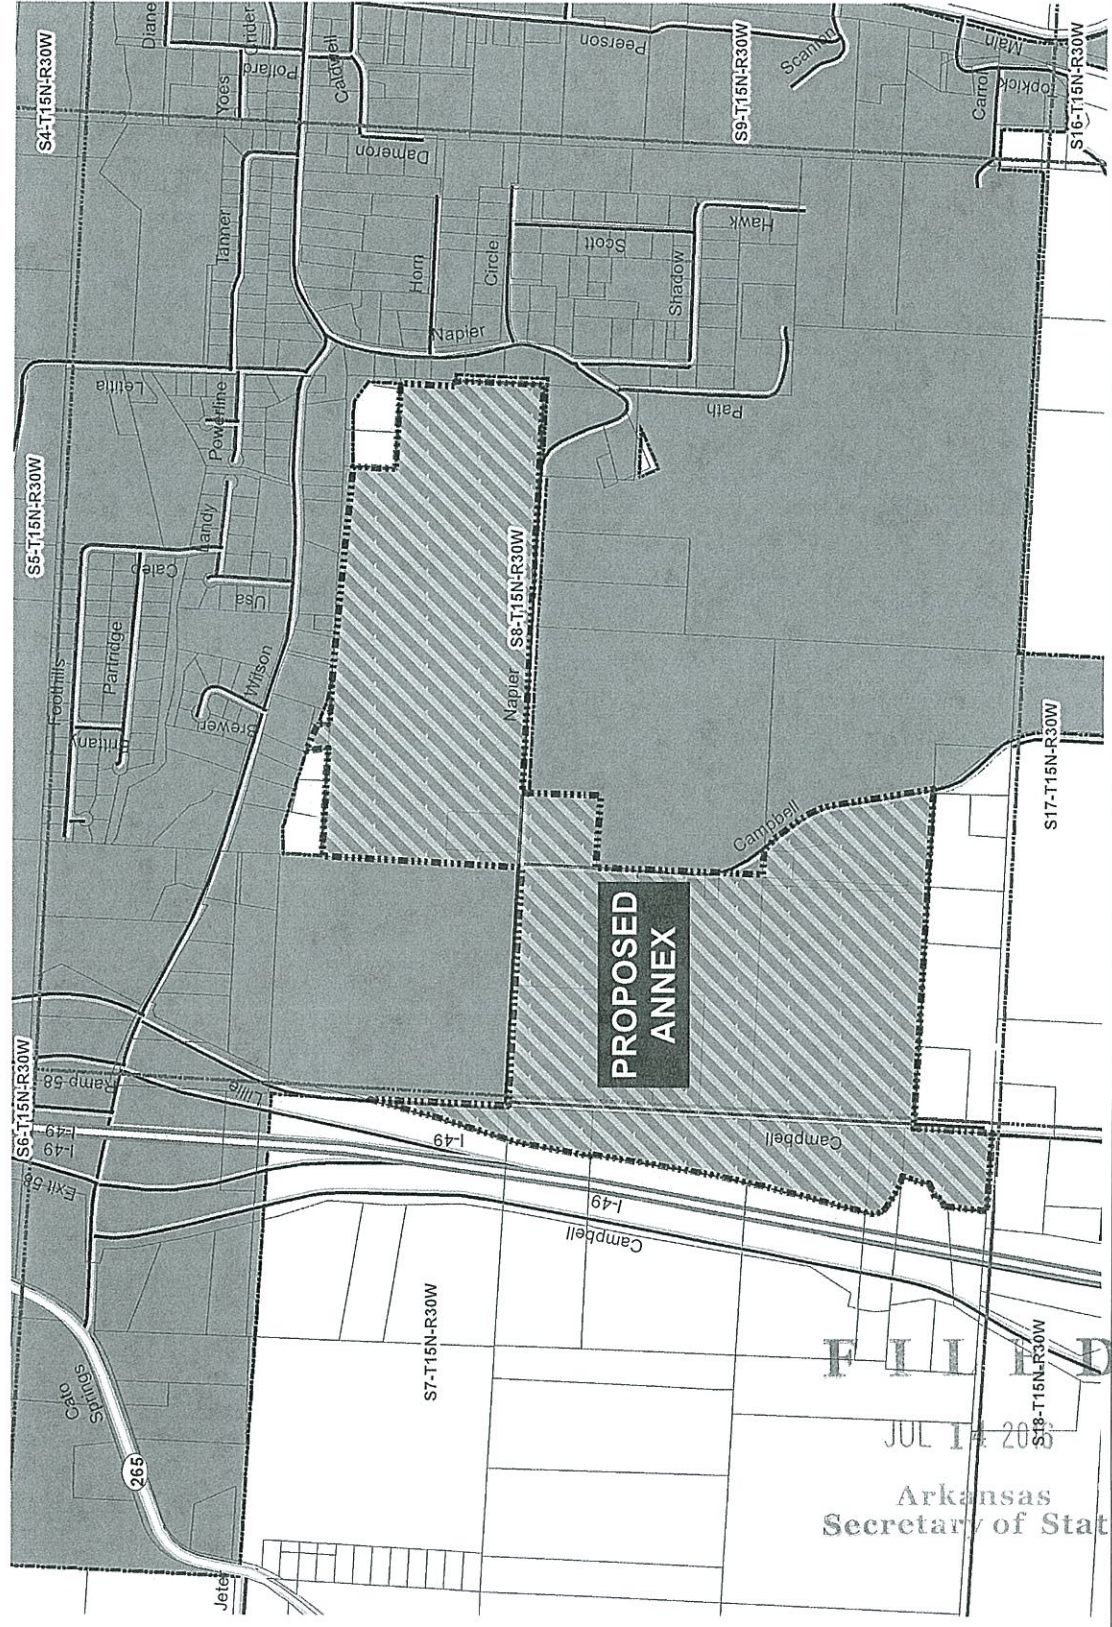 S6-T15N-R30W
S5-T15N-R30W
S4-T15N-R30W
Cato
Springs
265
Jeter
Exit 58
I-49
I-49
Ramp 58
Lillie
Foothills
Brittany
Partridge
Caleb
Landy
Usa
Brewer
Wilson
Powerline
Letitia
Tanner
Yoes
Pollard
Diane
Caldwell
Dameron
Horn
Napier
Circle
Scott
Shadow
Hawk
Path
Peerson
Scanlon
S9-T15N-R30W
Main
Carroll
Topkick
S16-T15N-R30W
S8-T15N-R30W
Napier
Campbell
PROPOSED
ANNEX
Campbell
I-49
I-49
Campbell
S7-T15N-R30W
S17-T15N-R30W
S18-T15N-R30W
JUL 14 2016
Arkansas
Secretary of Stat